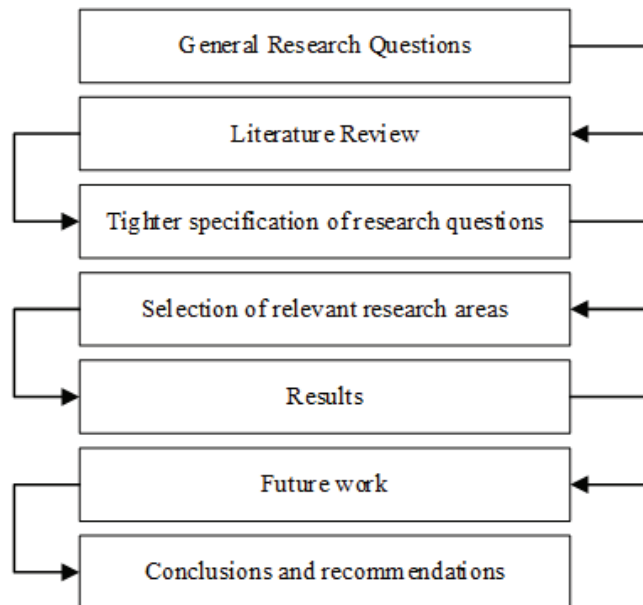 General Research Questions
Literature Review
Tighter specification of research questions
Selection of relevant research areas
Results
Future work
Conclusions and recommendations